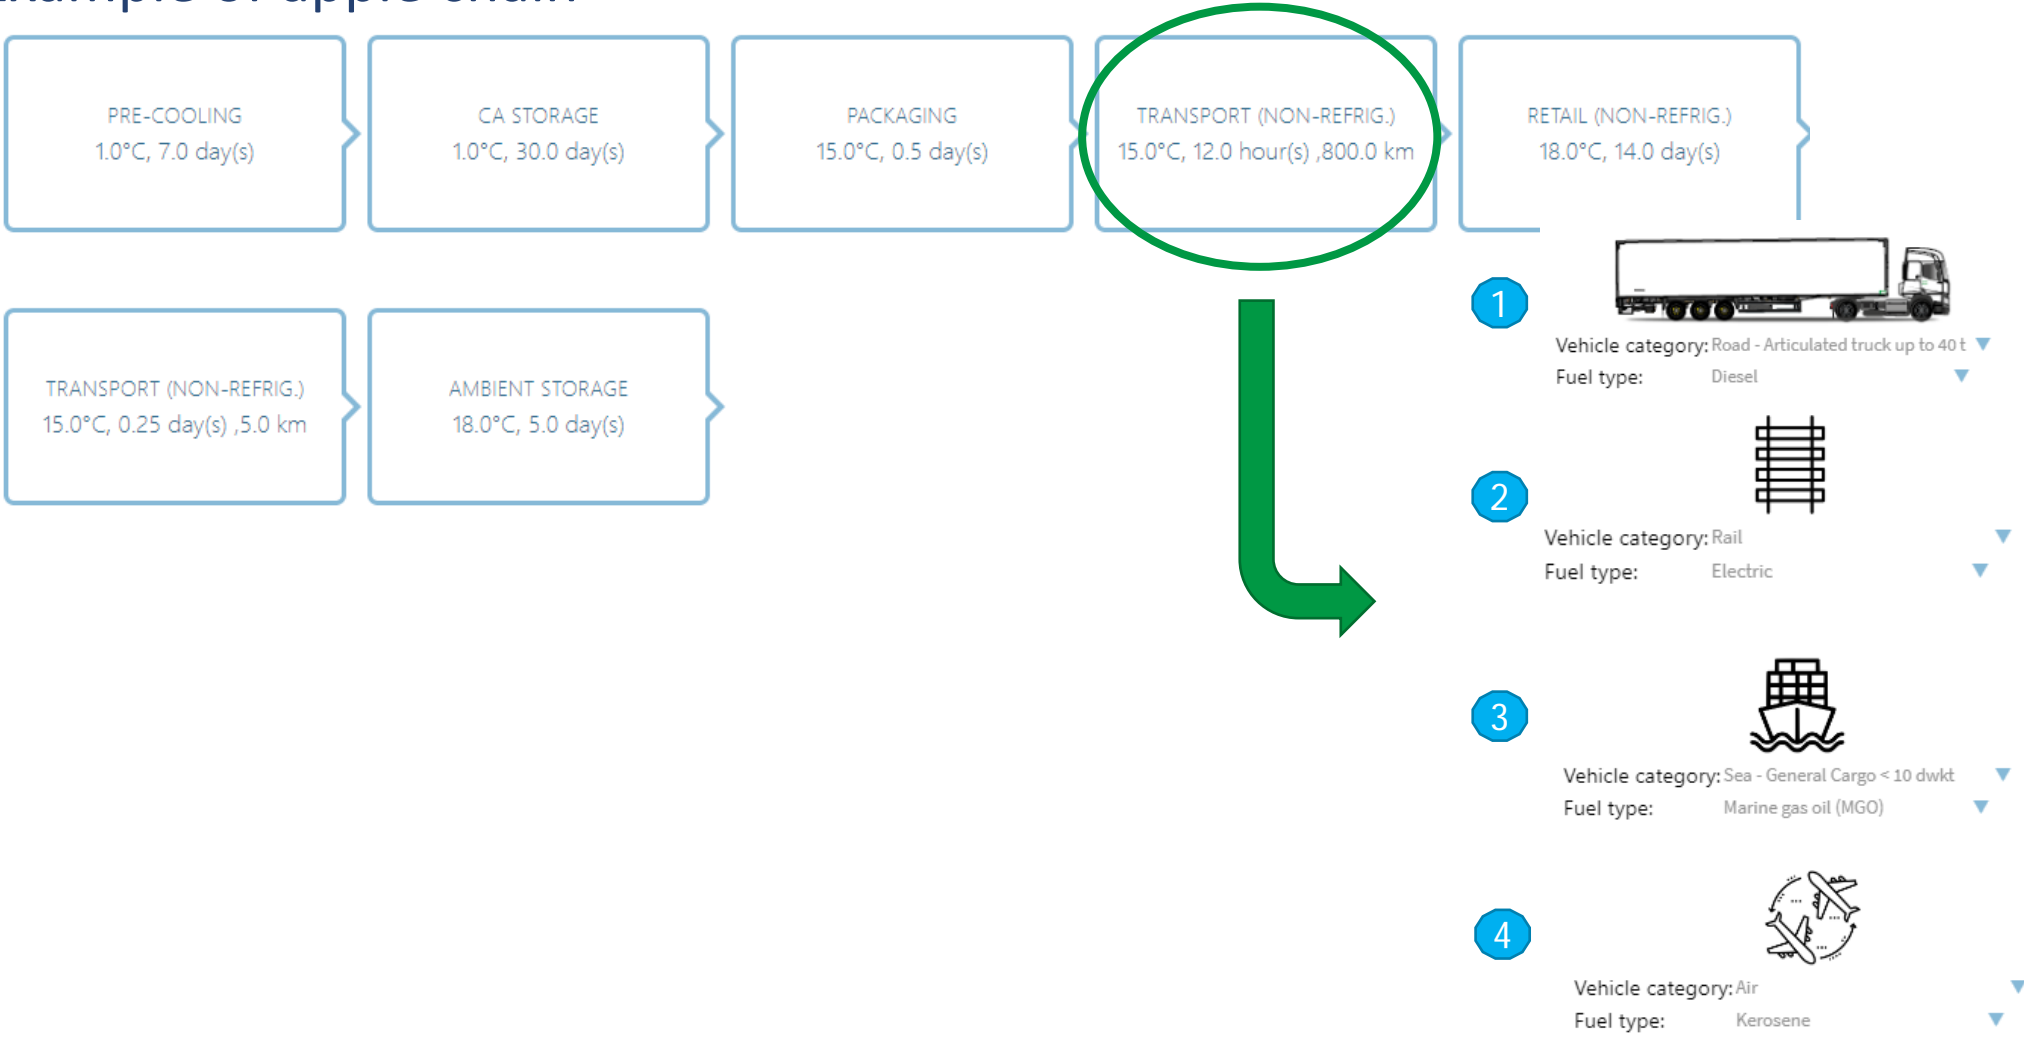 Example of apple chain
PRE-COOLING
1.0°C, 7.0 day(s)
CA STORAGE
1.0°C, 30.0 day(s)
PACKAGING
15.0°C, 0.5 day(s)
TRANSPORT (NON-REFRIG.)
15.0°C, 12.0 hour(s) ,800.0 km
RETAIL (NON-REFRIG.)
18.0°C, 14.0 day(s)
TRANSPORT (NON-REFRIG.)
15.0°C, 0.25 day(s) ,5.0 km
AMBIENT STORAGE
18.0°C, 5.0 day(s)
1
Vehicle category: Road - Articulated truck up to 40 t
Fuel type: Diesel
2
Vehicle category: Rail
Fuel type: Electric
3
Vehicle category: Sea - General Cargo < 10 dwkt
Fuel type: Marine gas oil (MGO)
4
Vehicle category: Air
Fuel type: Kerosene